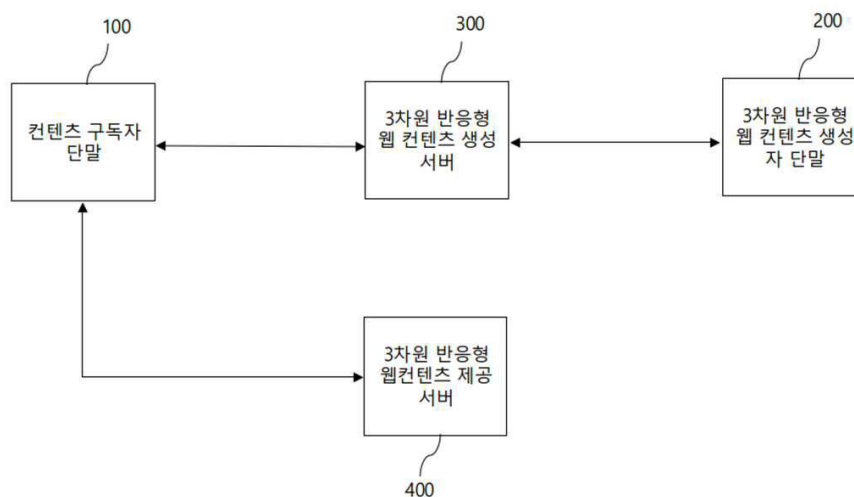 100
300
200
컨텐츠 구독자
단말
3차원 반응형
웹 컨텐츠 생성
서버
3차원 반응형
웹 컨텐츠 생성
자 단말
3차원 반응형
웹컨텐츠 제공
서버
400